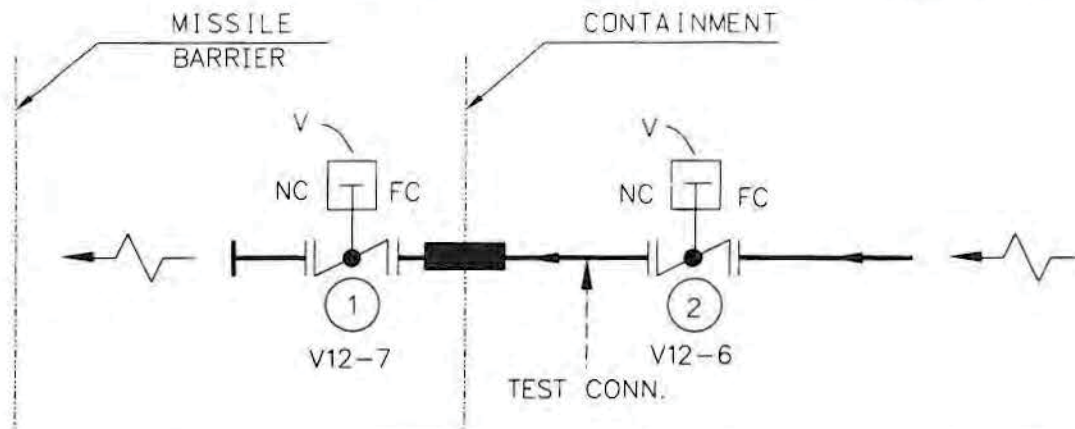 MISSILE
BARRIER
CONTAINMENT
V
V
NC
FC
NC
FC
1
2
V12-7
V12-6
TEST CONN.